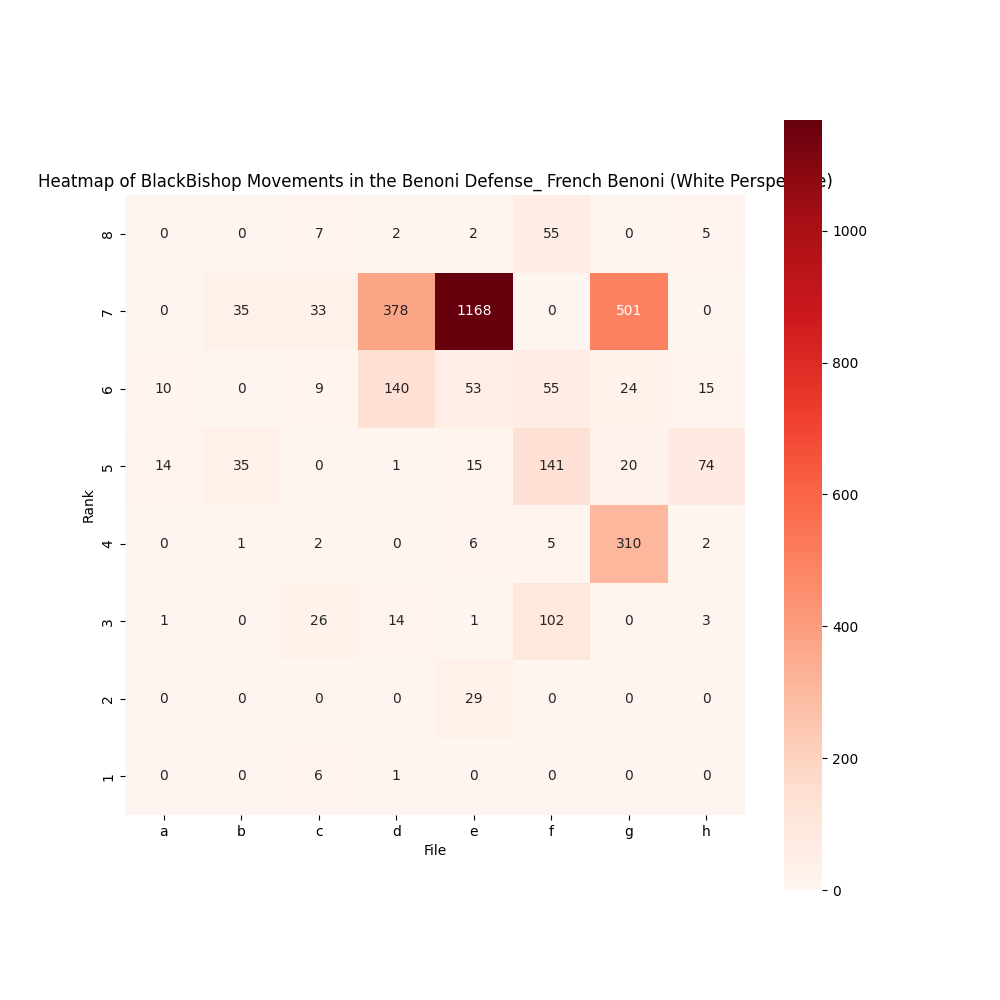 Heatmap of BlackBishop Movements in the Benoni Defense_ French Benoni (White Perspective)
8 0 0 7 2 2 55 0 5
1000
7 0 35 33 378 1168 0 501 0
800
6 10 0 9 140 53 55 24 15
5 14 35 0 1 15 141 20 74
600
Rank
4 0 1 2 0 6 5 310 2
3 1 0 26 14 1 102 0 3
400
2 0 0 0 0 29 0 0 0
200
1 0 0 6 1 0 0 0 0
a b c d e f g h
File
0